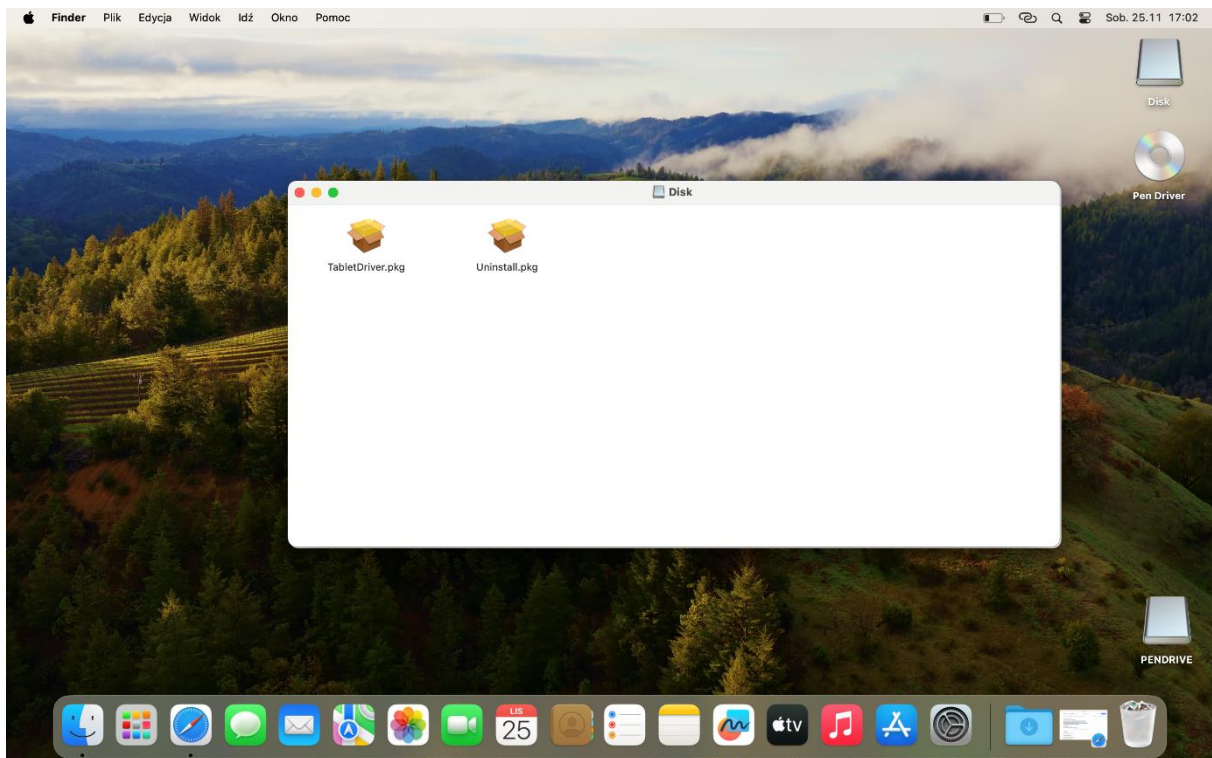 Finder Plik Edycja Widok Idź Okno Pomoc Sob. 25.11 17:02
Disk
Pen Driver
Disk
TabletDriver.pkg Uninstall.pkg
PENDRIVE
LIS
25
tv